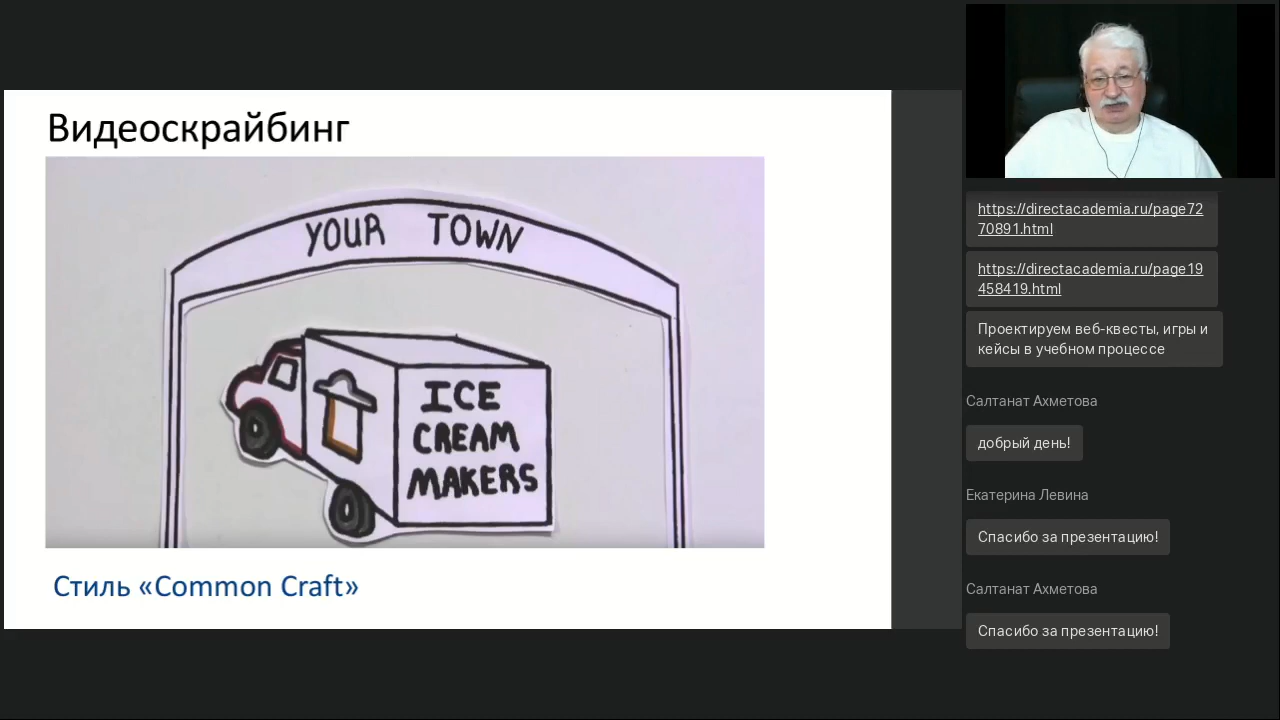 Видеоскрайбинг
YOUR TOWN
ICE
CREAM
MAKERS
Стиль «Common Craft»
https://directacademia.ru/page72
70891.html
https://directacademia.ru/page19
458419.html
Проектируем веб-квесты, игры и
кейсы в учебном процессе
Салтанат Ахметова
добрый день!
Екатерина Левина
Спасибо за презентацию!
Салтанат Ахметова
Спасибо за презентацию!